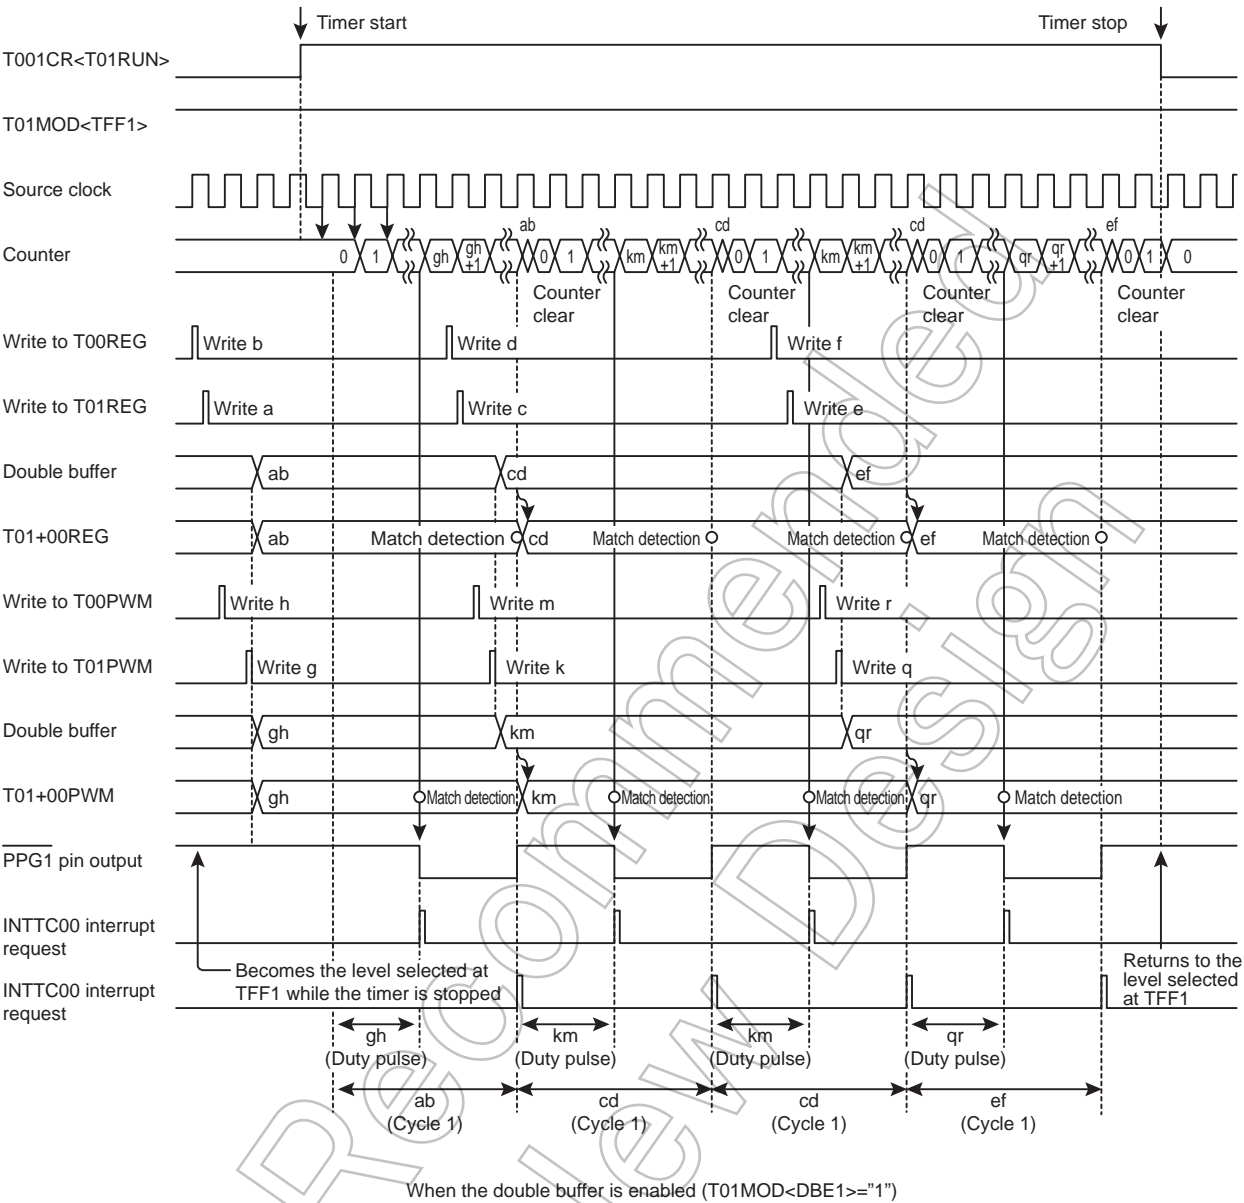 Timer start
Timer stop
T001CR<T01RUN>
T01MOD<TFF1>
Source clock
ab cd cd ef
Counter 0 1 gh gh+1 0 1 km km+1 0 1 km km+1 0 1 qr qr+1 0 1 0
Counter clear Counter clear Counter clear Counter clear
Write to T00REG Write b Write d Write f
Write to T01REG Write a Write c Write e
Double buffer ab cd ef
T01+00REG ab Match detection cd Match detection Match detection ef Match detection
Write to T00PWM Write h Write m Write r
Write to T01PWM Write g Write k Write q
Double buffer gh km qr
T01+00PWM gh Match detection km Match detection Match detection qr Match detection
PPG1 pin output
INTTC00 interrupt
request
Becomes the level selected at
TFF1 while the timer is stopped
Returns to the
level selected
at TFF1
INTTC00 interrupt
request
gh km km qr
(Duty pulse) (Duty pulse) (Duty pulse) (Duty pulse)
ab cd cd ef
(Cycle 1) (Cycle 1) (Cycle 1) (Cycle 1)
When the double buffer is enabled (T01MOD<DBE1>="1")
Recommended
New Design